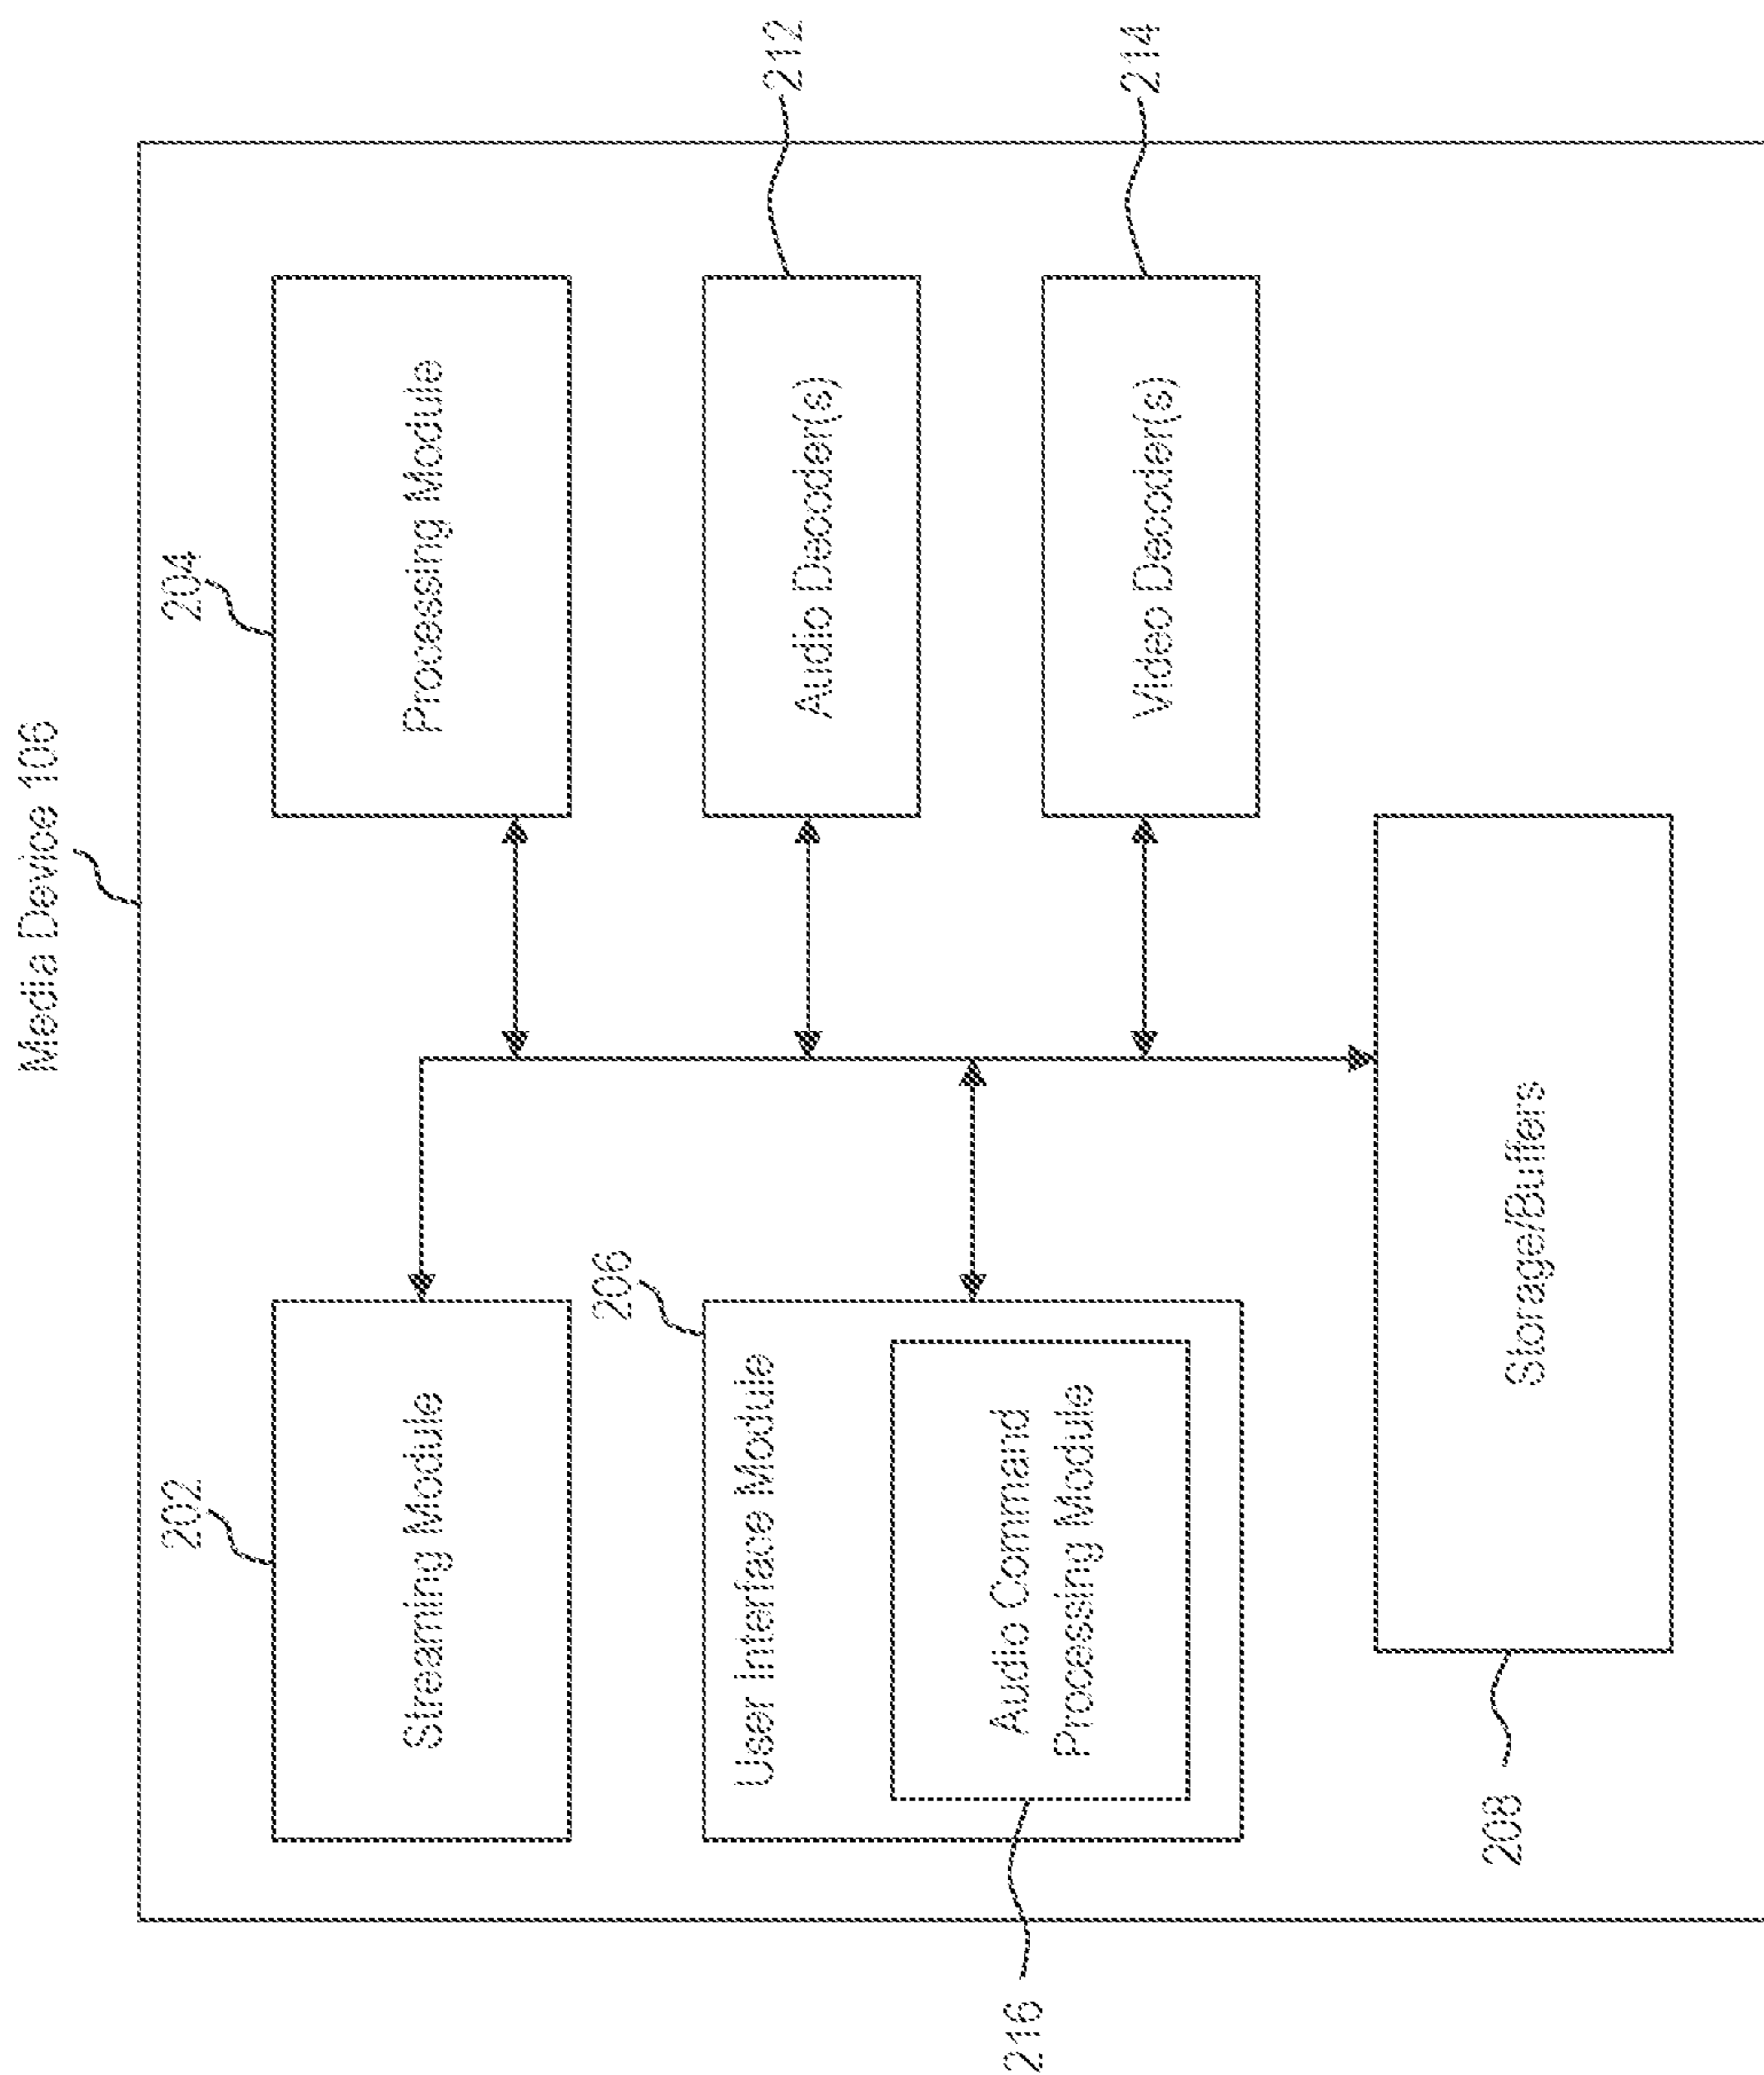 Media Device 106
202
Streaming Module
204
Processing Module
206
User Interface Module
Audio Command
Processing Module
216
Audio Decoder(s)
212
Video Decoder(s)
214
Storage/Buffers
208